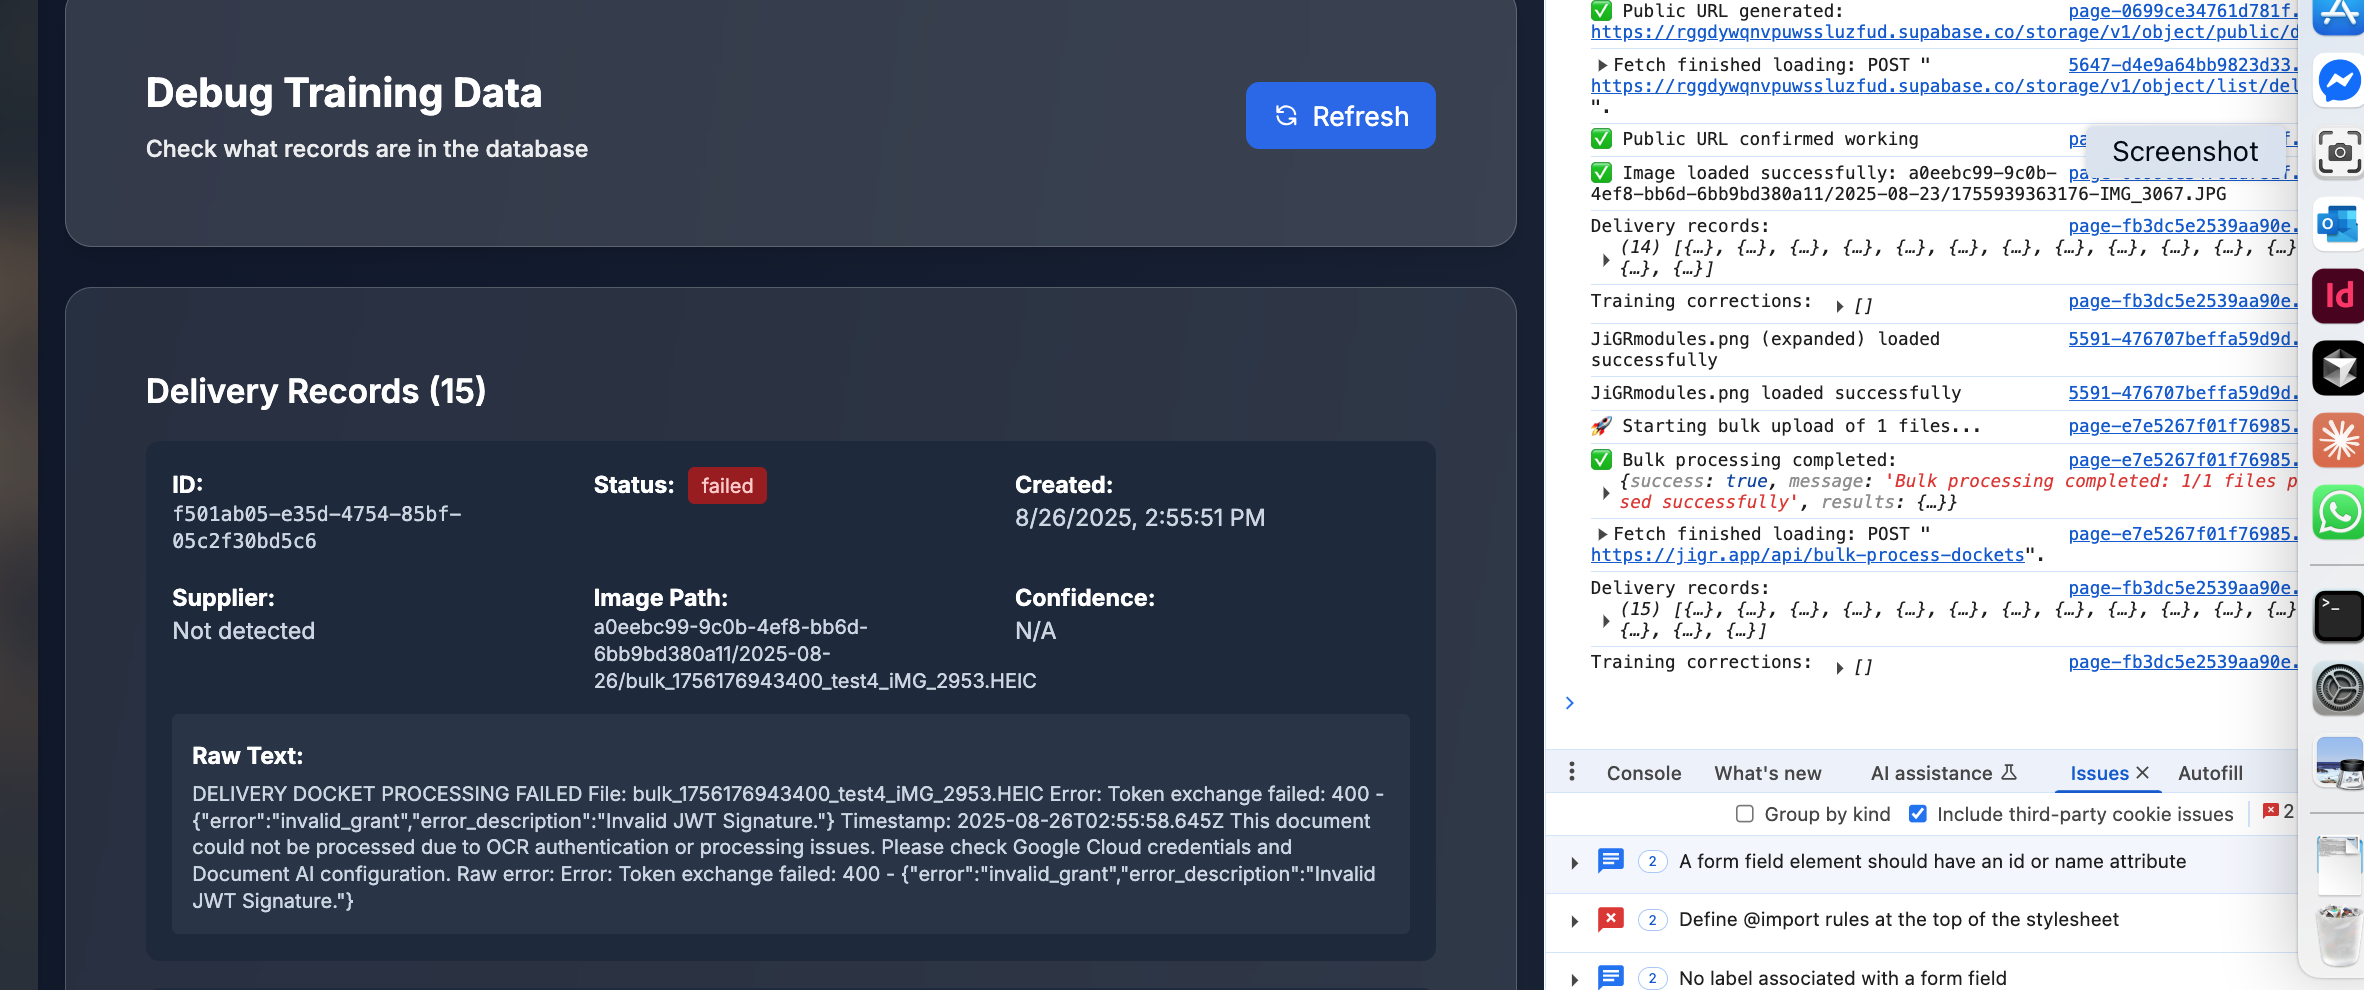 Debug Training Data
Check what records are in the database
Refresh
Delivery Records (15)
ID:
f501ab05-e35d-4754-85bf-
05c2f30bd5c6
Status: failed
Created:
8/26/2025, 2:55:51 PM
Supplier:
Not detected
Image Path:
a0eebc99-9c0b-4ef8-bb6d-
6bb9bd380a11/2025-08-
26/bulk_1756176943400_test4_iMG_2953.HEIC
Confidence:
N/A
Raw Text:
DELIVERY DOCKET PROCESSING FAILED File: bulk_1756176943400_test4_iMG_2953.HEIC Error: Token exchange failed: 400 -
{"error":"invalid_grant","error_description":"Invalid JWT Signature."} Timestamp: 2025-08-26T02:55:58.645Z This document
could not be processed due to OCR authentication or processing issues. Please check Google Cloud credentials and
Document AI configuration. Raw error: Error: Token exchange failed: 400 - {"error":"invalid_grant","error_description":"Invalid
JWT Signature."}
✅ Public URL generated: page-0699ce34761d781f.
https://rggdywqnvpuwssluzfud.supabase.co/storage/v1/object/public/d
▶Fetch finished loading: POST " 5647-d4e9a64bb9823d33.
https://rggdywqnvpuwssluzfud.supabase.co/storage/v1/object/list/del
".
✅ Public URL confirmed working
Screenshot
✅ Image loaded successfully: a0eebc99-9c0b-
4ef8-bb6d-6bb9bd380a11/2025-08-23/1755939363176-IMG_3067.JPG
Delivery records: page-fb3dc5e2539aa90e.
▶ (14) [{…}, {…}, {…}, {…}, {…}, {…}, {…}, {…}, {…}, {…}, {…}, {…}
{…}, {…}]
Training corrections: ▶ [] page-fb3dc5e2539aa90e.
JiGRmodules.png (expanded) loaded 5591-476707beffa59d9d.
successfully
JiGRmodules.png loaded successfully 5591-476707beffa59d9d.
🚀 Starting bulk upload of 1 files... page-e7e5267f01f76985.
✅ Bulk processing completed: page-e7e5267f01f76985.
▶ {success: true, message: 'Bulk processing completed: 1/1 files p
sed successfully', results: {…}}
▶Fetch finished loading: POST " page-e7e5267f01f76985.
https://jigr.app/api/bulk-process-dockets".
Delivery records: page-fb3dc5e2539aa90e.
▶ (15) [{…}, {…}, {…}, {…}, {…}, {…}, {…}, {…}, {…}, {…}, {…}, {…}
{…}, {…}, {…}]
Training corrections: ▶ [] page-fb3dc5e2539aa90e.
Console What's new AI assistance Issues Autofill
Group by kind Include third-party cookie issues 2
2 A form field element should have an id or name attribute
2 Define @import rules at the top of the stylesheet
2 No label associated with a form field
Id